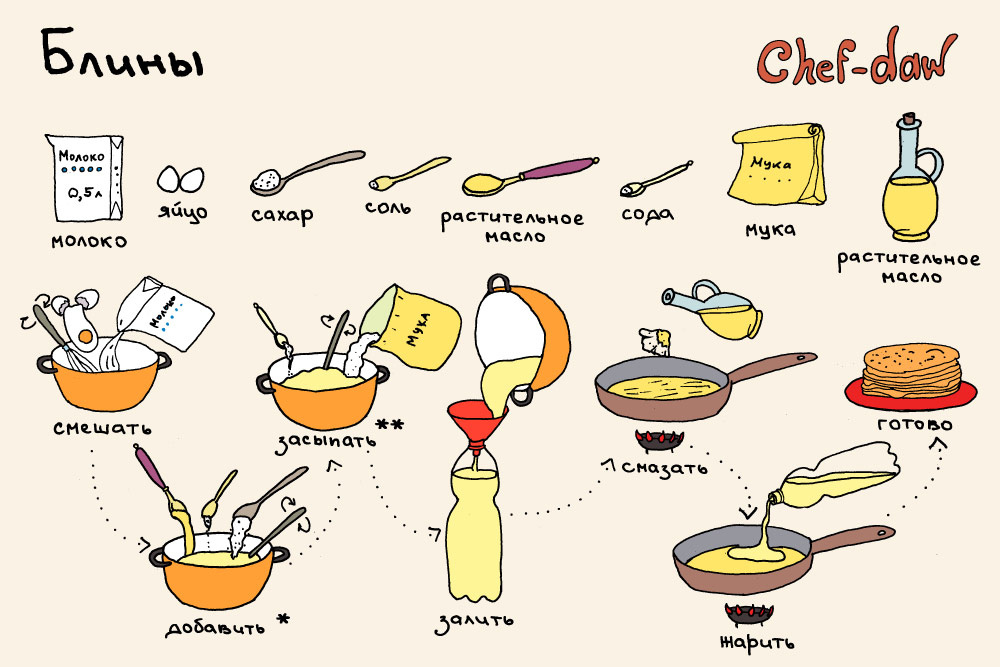 Блины
Chef-daw
Молоко
0,5л
молоко
яйцо
сахар
соль
растительное
масло
сода
Мука
мука
растительное
масло
Молоко
смешать
Мука
засыпать **
смазать
готово
добавить *
залить
жарить